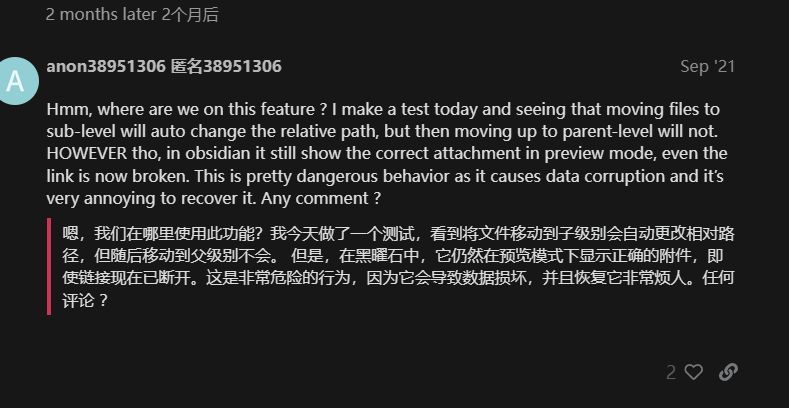 2 months later 2个月后
A
anon38951306 匿名38951306
Sep '21
Hmm, where are we on this feature ? I make a test today and seeing that moving files to
sub-level will auto change the relative path, but then moving up to parent-level will not.
HOWEVER tho, in obsidian it still show the correct attachment in preview mode, even the
link is now broken. This is pretty dangerous behavior as it causes data corruption and it’s
very annoying to recover it. Any comment ?
嗯，我们在哪里使用此功能？我今天做了一个测试，看到将文件移动到子级别会自动更改相对路
径，但随后移动到父级别不会。 但是，在黑曜石中，它仍然在预览模式下显示正确的附件，即
使链接现在已断开。这是非常危险的行为，因为它会导致数据损坏，并且恢复它非常烦人。任何
评论 ？
2